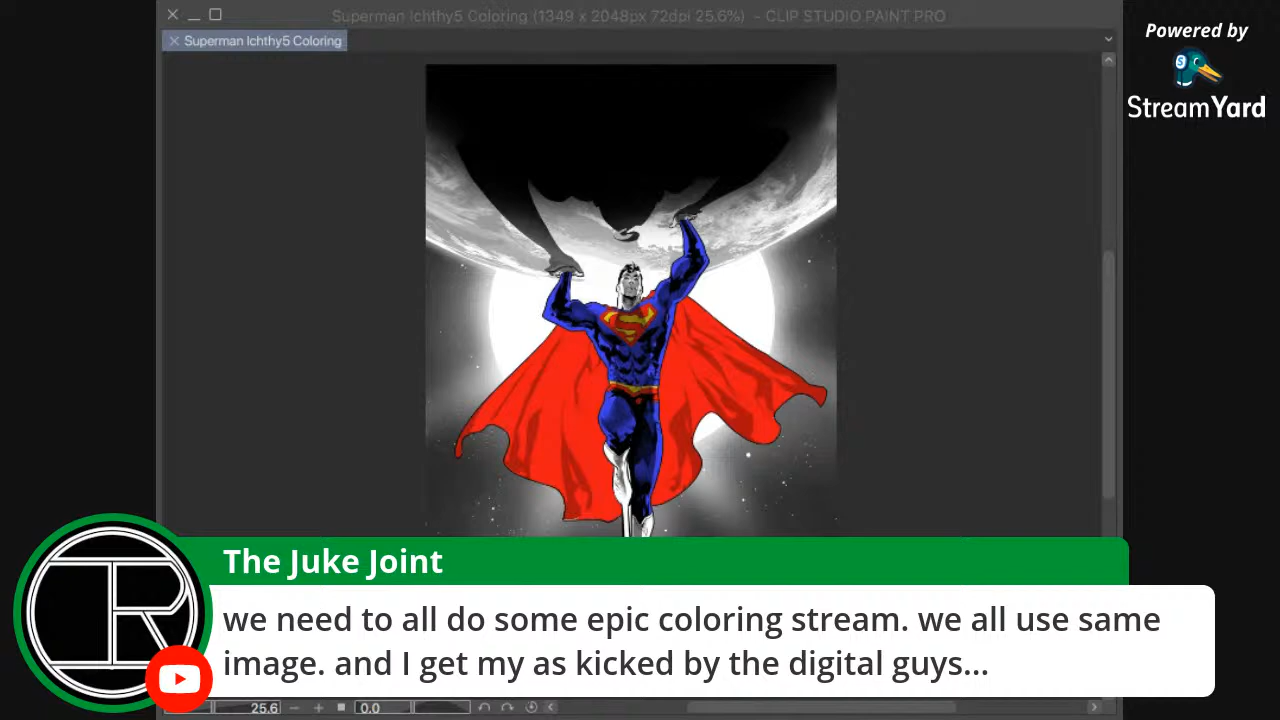 Superman Ichthy5 Coloring (1349 x 2048px 72dpi 25.6%) - CLIP STUDIO PAINT PRO
Superman Ichthy5 Coloring
Powered by
S
StreamYard
S
The Juke Joint
we need to all do some epic coloring stream. we all use same
image. and I get my as kicked by the digital guys...
25.6
0.0